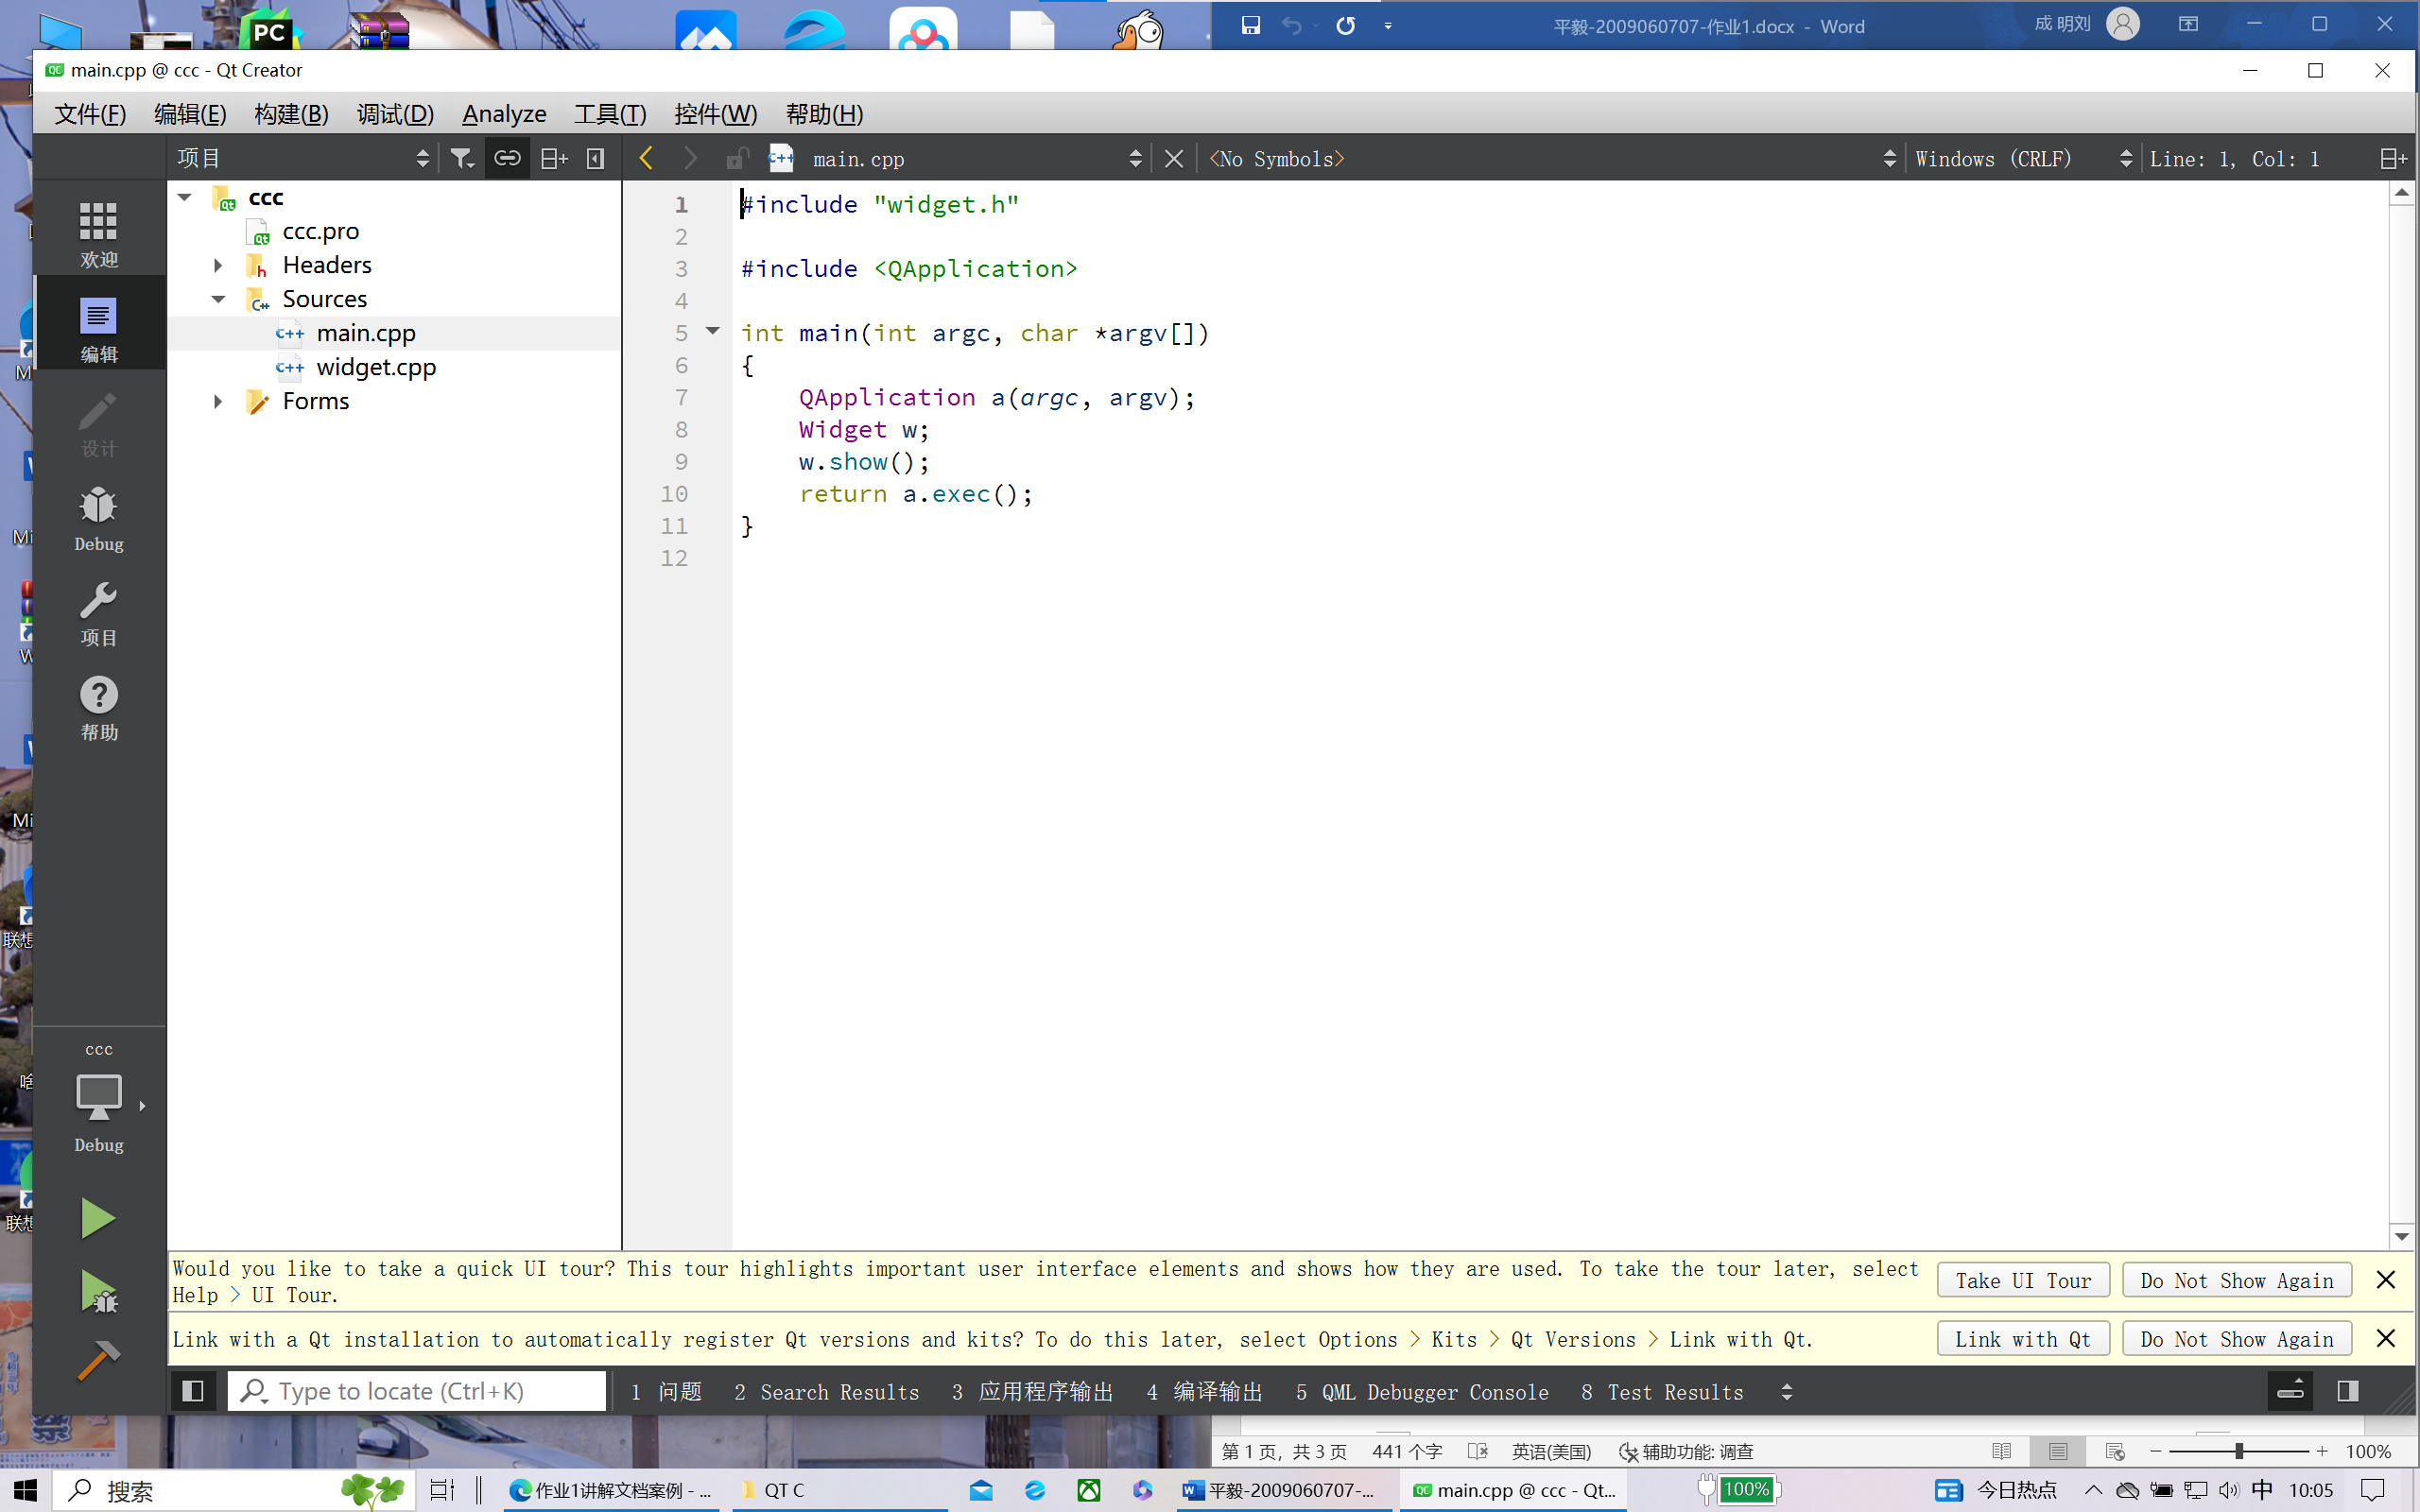 平毅-2009060707-作业1.docx - Word
成 明刘
main.cpp @ ccc - Qt Creator
文件(F) 编辑(E) 构建(B) 调试(D) Analyze 工具(T) 控件(W) 帮助(H)
项目
main.cpp
<No Symbols>
Windows (CRLF)
Line: 1, Col: 1
欢迎
编辑
设计
Debug
项目
帮助
ccc
Debug
ccc
ccc.pro
Headers
Sources
main.cpp
widget.cpp
Forms
1 #include "widget.h"
2
3 #include <QApplication>
4
5 int main(int argc, char *argv[])
6 {
7 QApplication a(argc, argv);
8 Widget w;
9 w.show();
10 return a.exec();
11 }
12
Would you like to take a quick UI tour? This tour highlights important user interface elements and shows how they are used. To take the tour later, select
Help > UI Tour.
Take UI Tour
Do Not Show Again
Link with a Qt installation to automatically register Qt versions and kits? To do this later, select Options > Kits > Qt Versions > Link with Qt.
Link with Qt
Do Not Show Again
Type to locate (Ctrl+K)
1 问题 2 Search Results 3 应用程序输出 4 编译输出 5 QML Debugger Console 8 Test Results
第 1 页，共 3 页 441 个字 英语(美国) 辅助功能: 调查 100%
搜索
作业1讲解文档案例 - ...
QT C
平毅-2009060707-...
main.cpp @ ccc - Qt...
100%
今日热点
中
10:05